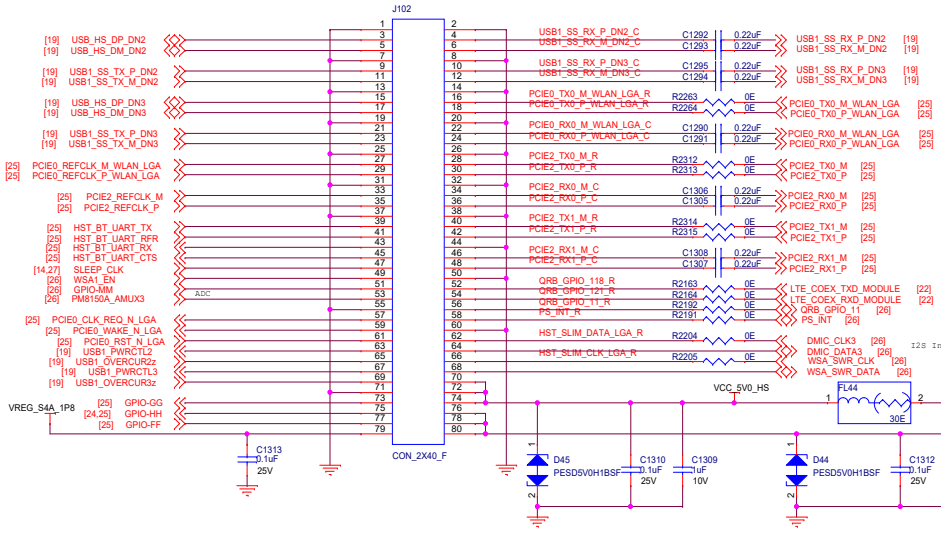 J102
1 2
[19] USB_HS_DP_DN2 3 4 USB1_SS_RX_P_DN2_C C1292 0.22uF USB1_SS_RX_P_DN2 [19]
[19] USB_HS_DM_DN2 5 6 USB1_SS_RX_M_DN2_C C1293 0.22uF USB1_SS_RX_M_DN2 [19]
7 8
[19] USB1_SS_TX_P_DN2 9 10 USB1_SS_RX_P_DN3_C C1295 0.22uF USB1_SS_RX_P_DN3 [19]
[19] USB1_SS_TX_M_DN2 11 12 USB1_SS_RX_M_DN3_C C1294 0.22uF USB1_SS_RX_M_DN3 [19]
13 14
[19] USB_HS_DP_DN3 15 16 PCIE0_TX0_M_WLAN_LGA_R R2263 0E PCIE0_TX0_M_WLAN_LGA [25]
[19] USB_HS_DM_DN3 17 18 PCIE0_TX0_P_WLAN_LGA_R R2264 0E PCIE0_TX0_P_WLAN_LGA [25]
19 20
[19] USB1_SS_TX_P_DN3 21 22 PCIE0_RX0_M_WLAN_LGA_C C1290 0.22uF PCIE0_RX0_M_WLAN_LGA [25]
[19] USB1_SS_TX_M_DN3 23 24 PCIE0_RX0_P_WLAN_LGA_C C1291 0.22uF PCIE0_RX0_P_WLAN_LGA [25]
25 26
[25] PCIE0_REFCLK_M_WLAN_LGA 27 28 PCIE2_TX0_M_R R2312 0E PCIE2_TX0_M [25]
[25] PCIE0_REFCLK_P_WLAN_LGA 29 30 PCIE2_TX0_P_R R2313 0E PCIE2_TX0_P [25]
31 32
[25] PCIE2_REFCLK_M 33 34 PCIE2_RX0_M_C C1306 0.22uF PCIE2_RX0_M [25]
[25] PCIE2_REFCLK_P 35 36 PCIE2_RX0_P_C C1305 0.22uF PCIE2_RX0_P [25]
37 38
[25] HST_BT_UART_TX 39 40 PCIE2_TX1_M_R R2314 0E PCIE2_TX1_M [25]
[25] HST_BT_UART_RFR 41 42 PCIE2_TX1_P_R R2315 0E PCIE2_TX1_P [25]
[25] HST_BT_UART_RX 43 44
[25] HST_BT_UART_CTS 45 46 PCIE2_RX1_M_C C1308 0.22uF PCIE2_RX1_M [25]
[14,27] SLEEP_CLK 47 48 PCIE2_RX1_P_C C1307 0.22uF PCIE2_RX1_P [25]
[26] WSA1_EN 49 50
[26] GPIO-MM 51 52 QRB_GPIO_118_R R2163 0E LTE_COEX_TXD_MODULE [22]
[26] PM8150A_AMUX3 ADC 53 54 QRB_GPIO_121_R R2164 0E LTE_COEX_RXD_MODULE [22]
55 56 QRB_GPIO_11_R R2192 0E QRB_GPIO_11 [26]
[25] PCIE0_CLK_REQ_N_LGA 57 58 PS_INT_R R2191 0E PS_INT [26]
[25] PCIE0_WAKE_N_LGA 59 60
[25] PCIE0_RST_N_LGA 61 62 HST_SLIM_DATA_LGA_R R2204 0E DMIC_CLK3 [26]
[19] USB1_PWRCTL2 63 64 DMIC_DATA3 [26] I2S In
[19] USB1_OVERCUR2z 65 66 HST_SLIM_CLK_LGA_R R2205 0E WSA_SWR_CLK [26]
[19] USB1_PWRCTL3 67 68 WSA_SWR_DATA [26]
[19] USB1_OVERCUR3z 69 70
71 72 VCC_5V0_HS FL44
[25] GPIO-GG 73 74 1 2
VREG_S4A_1P8 [24,25] GPIO-HH 75 76 30E
[25] GPIO-FF 77 78
79 80
CON_2X40_F
C1313 0.1uF 25V
1 D45 PESD5V0H1BSF 2
C1310 0.1uF 25V
C1309 1uF 10V
1 D44 PESD5V0H1BSF 2
C1312 0.1uF 25V